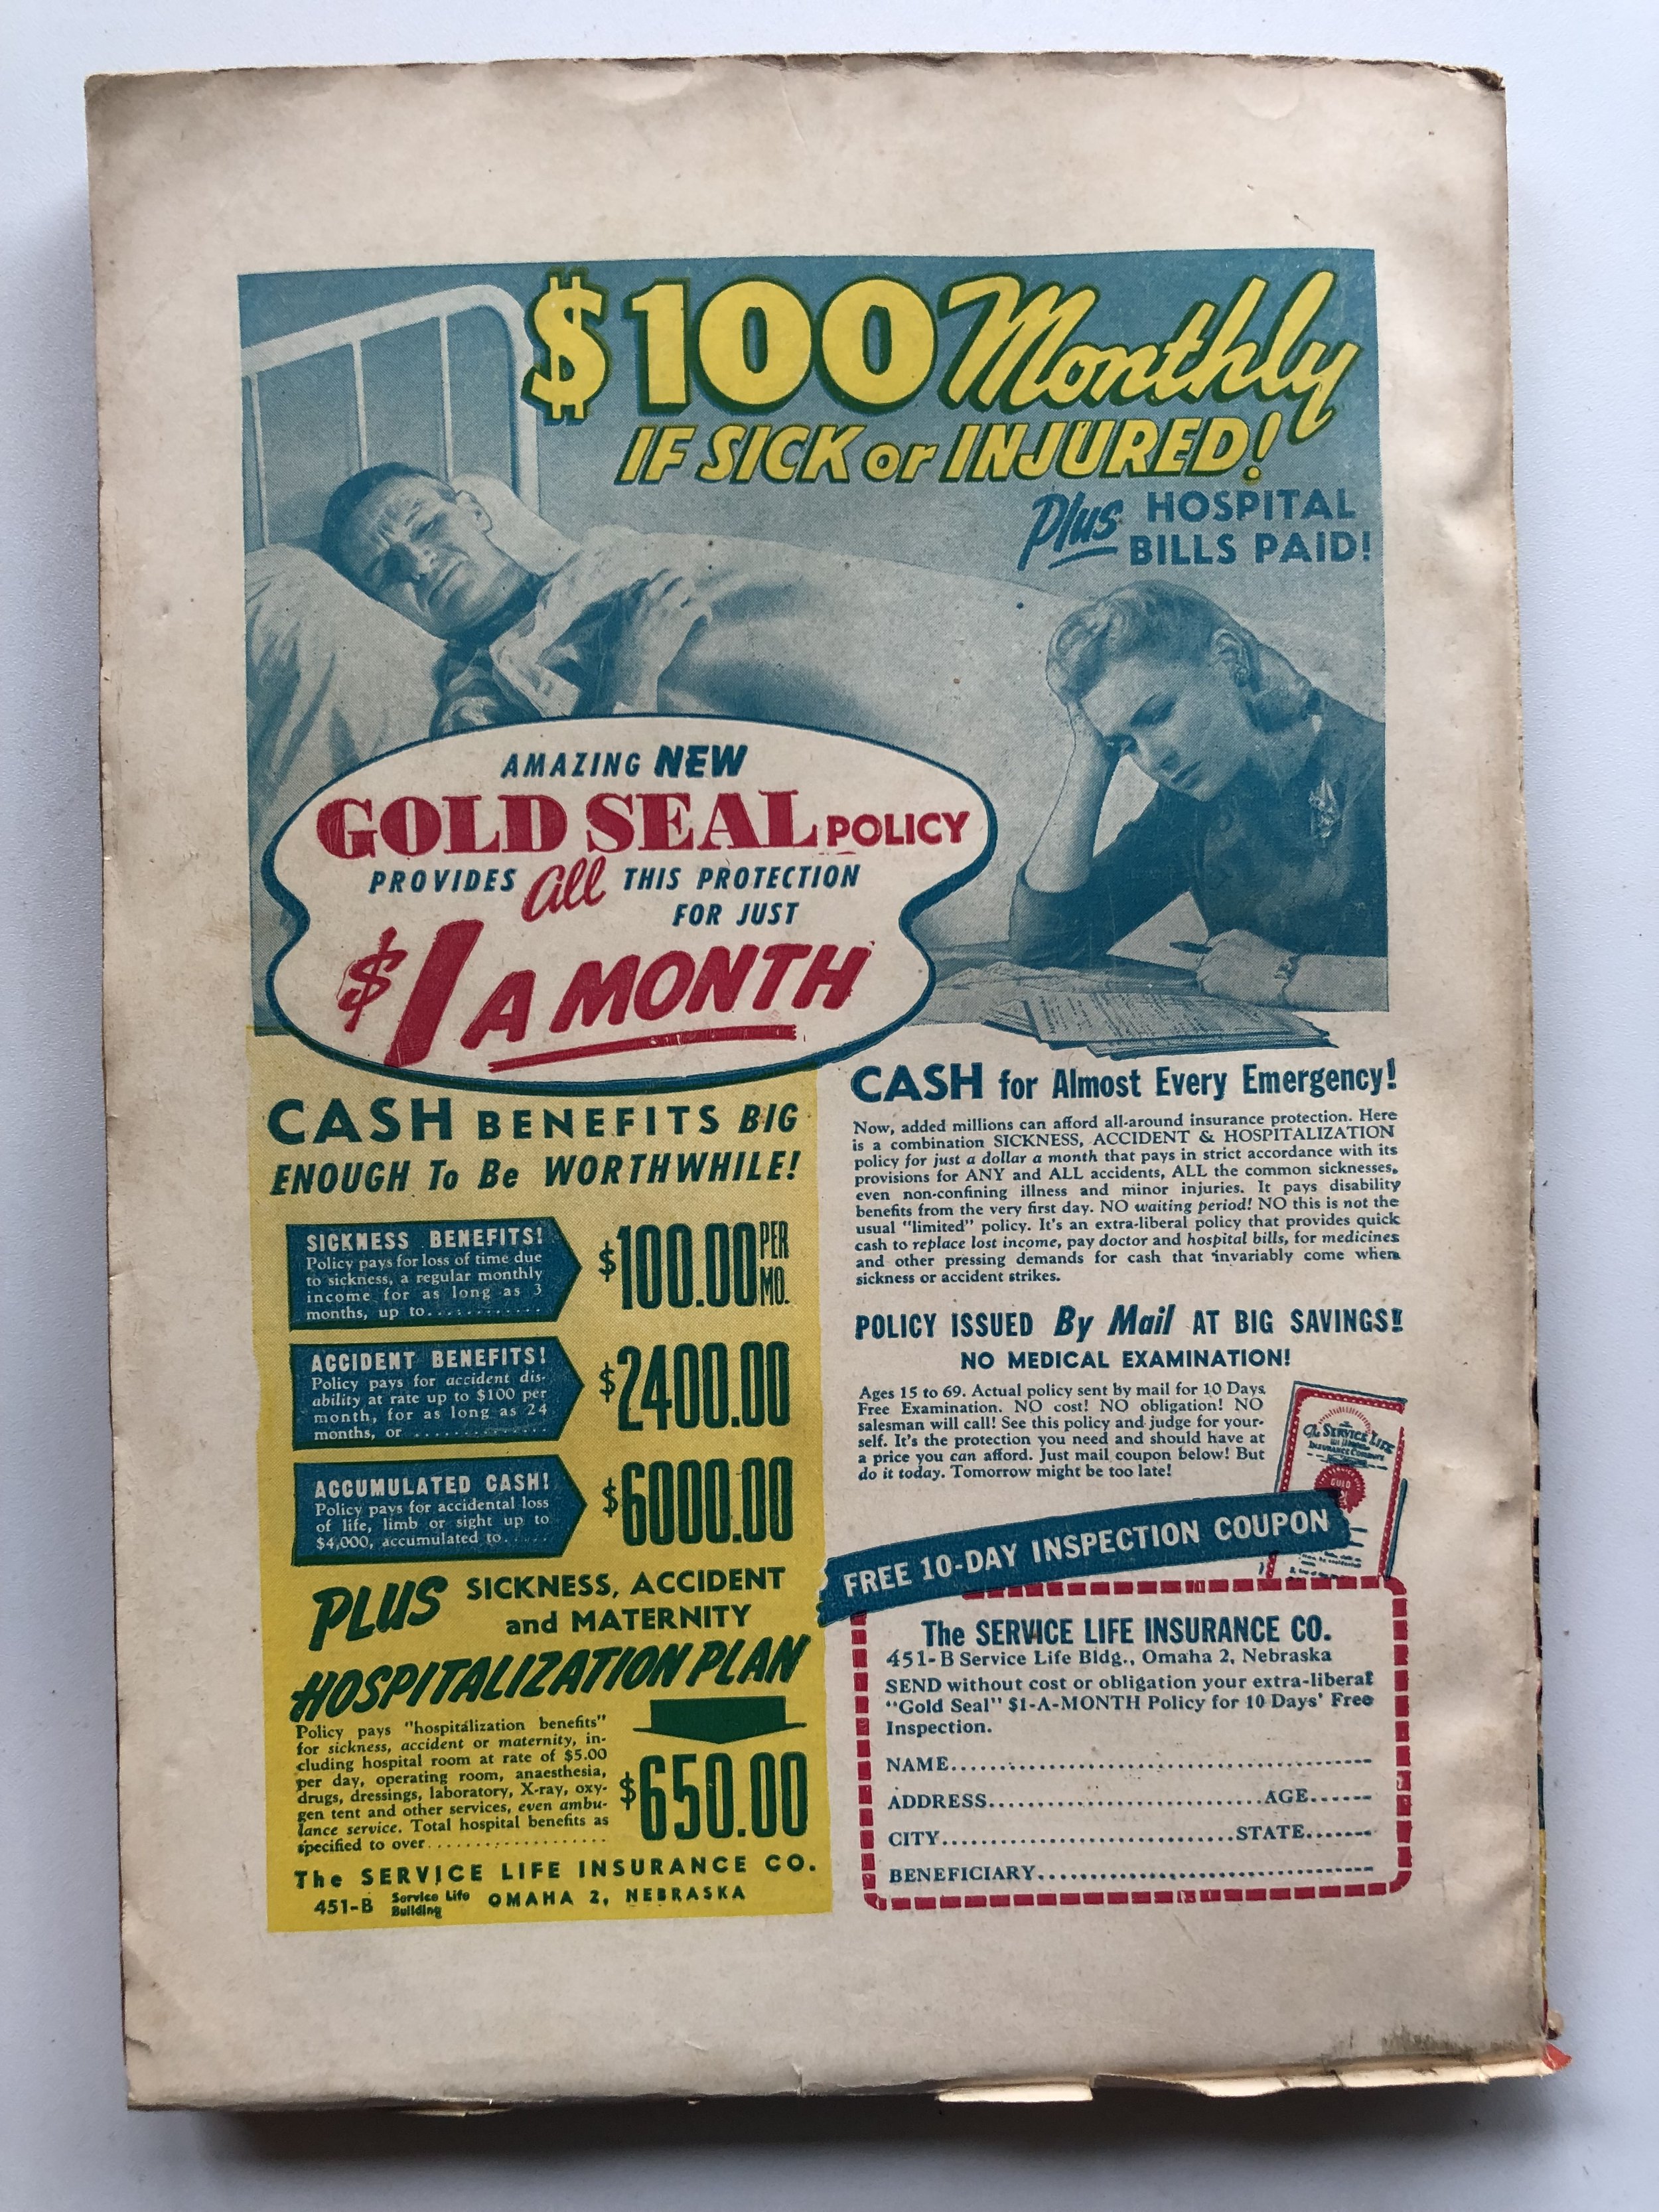 $100 Monthly
IF SICK or INJURED!
Plus HOSPITAL
BILLS PAID!
AMAZING NEW
GOLD SEAL POLICY
PROVIDES all THIS PROTECTION
FOR JUST
$1 A MONTH
CASH BENEFITS BIG
ENOUGH To Be WORTHWHILE!
SICKNESS BENEFITS!
Policy pays for loss of time due
to sickness, a regular monthly
income for as long as 3
months, up to.............
$100.00 PER
MO.
ACCIDENT BENEFITS!
Policy pays for accident dis-
ability at rate up to $100 per
month, for as long as 24
months, or ...............
$2400.00
ACCUMULATED CASH!
Policy pays for accidental loss
of life, limb or sight up to
$4,000, accumulated to......
$6000.00
PLUS SICKNESS, ACCIDENT
and MATERNITY
HOSPITALIZATION PLAN
Policy pays "hospitalization benefits"
for sickness, accident or maternity, in-
cluding hospital room at rate of $5.00
per day, operating room, anaesthesia,
drugs, dressings, laboratory, X-ray, oxy-
gen tent and other services, even ambu-
lance service. Total hospital benefits as
specified to over...................
$650.00
The SERVICE LIFE INSURANCE CO.
451-B Service Life
Building OMAHA 2, NEBRASKA
CASH for Almost Every Emergency!
Now, added millions can afford all-around insurance protection. Here
is a combination SICKNESS, ACCIDENT & HOSPITALIZATION
policy for just a dollar a month that pays in strict accordance with its
provisions for ANY and ALL accidents, ALL the common sicknesses,
even non-confining illness and minor injuries. It pays disability
benefits from the very first day. NO waiting period! NO this is not the
usual "limited" policy. It's an extra-liberal policy that provides quick
cash to replace lost income, pay doctor and hospital bills, for medicines
and other pressing demands for cash that invariably come when
sickness or accident strikes.
POLICY ISSUED By Mail AT BIG SAVINGS!!
NO MEDICAL EXAMINATION!
Ages 15 to 69. Actual policy sent by mail for 10 Days
Free Examination. NO cost! NO obligation! NO
salesman will call! See this policy and judge for your-
self. It's the protection you need and should have at
a price you can afford. Just mail coupon below! But
do it today. Tomorrow might be too late!
The SERVICE LIFE
INSURANCE COMPANY
GOLD
FREE 10-DAY INSPECTION COUPON
The SERVICE LIFE INSURANCE CO.
451-B Service Life Bldg., Omaha 2, Nebraska
SEND without cost or obligation your extra-liberal
"Gold Seal" $1-A-MONTH Policy for 10 Days' Free
Inspection.
NAME........................................
ADDRESS..........................AGE......
CITY............................STATE.......
BENEFICIARY................................